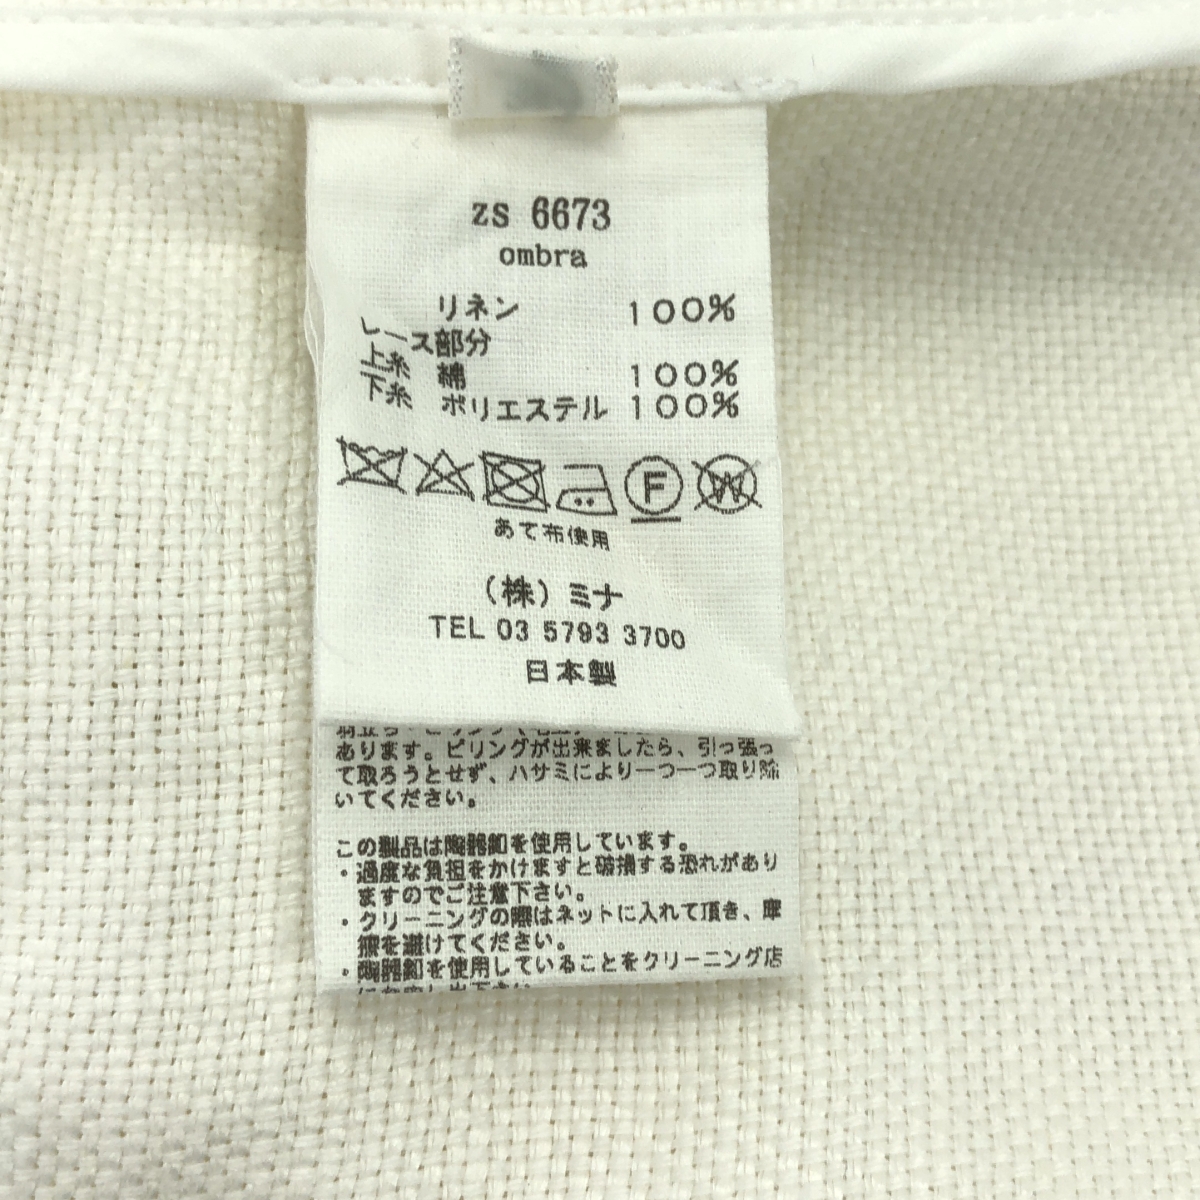 zs 6673
ombra
リネン 100%
レース部分
上糸 綿 100%
下糸 ポリエステル 100%
F W
あて布使用
(株)ミナ
TEL 03 5793 3700
日本製
あります。ピリングが出来ましたら、引っ張っ
て取ろうとせず、ハサミにより一つ一つ取り除
いてください。
この製品は陶器釦を使用しています。
・過度な負担をかけますと破損する恐れがあり
ますのでご注意下さい。
・クリーニングの際はネットに入れて頂き、摩
擦を避けてください。
・陶器釦を使用していることをクリーニング店